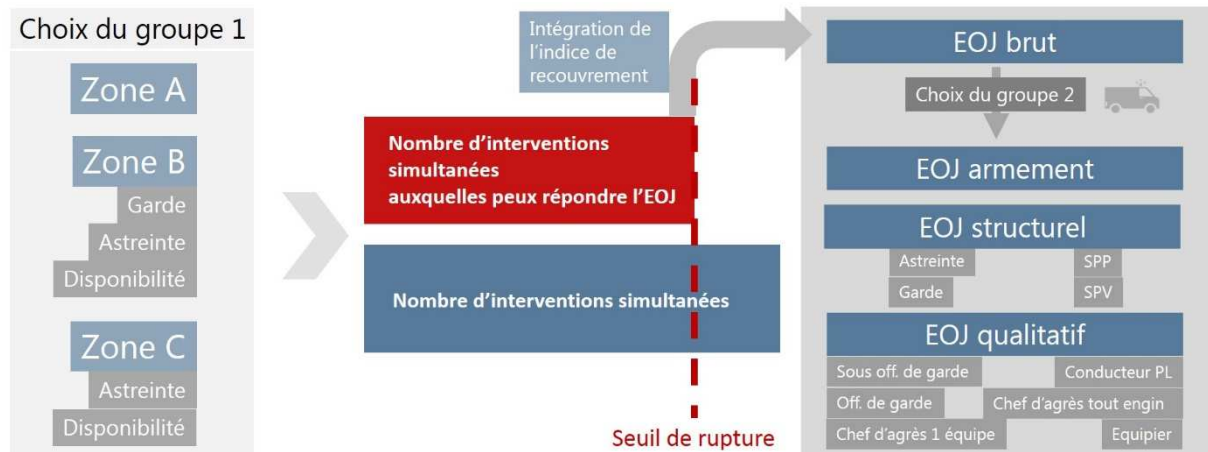 Choix du groupe 1
Zone A
Zone B
Garde
Astreinte
Disponibilité
Zone C
Astreinte
Disponibilité
Intégration de
l'indice de
recouvrement
Nombre d'interventions
simultanées
auxquelles peux répondre l'EOJ
Nombre d'interventions simultanées
Seuil de rupture
EOJ brut
Choix du groupe 2
EOJ armement
EOJ structurel
Astreinte
SPP
Garde
SPV
EOJ qualitatif
Sous off. de garde
Conducteur PL
Off. de garde
Chef d'agrès tout engin
Chef d'agrès 1 équipe
Equipier